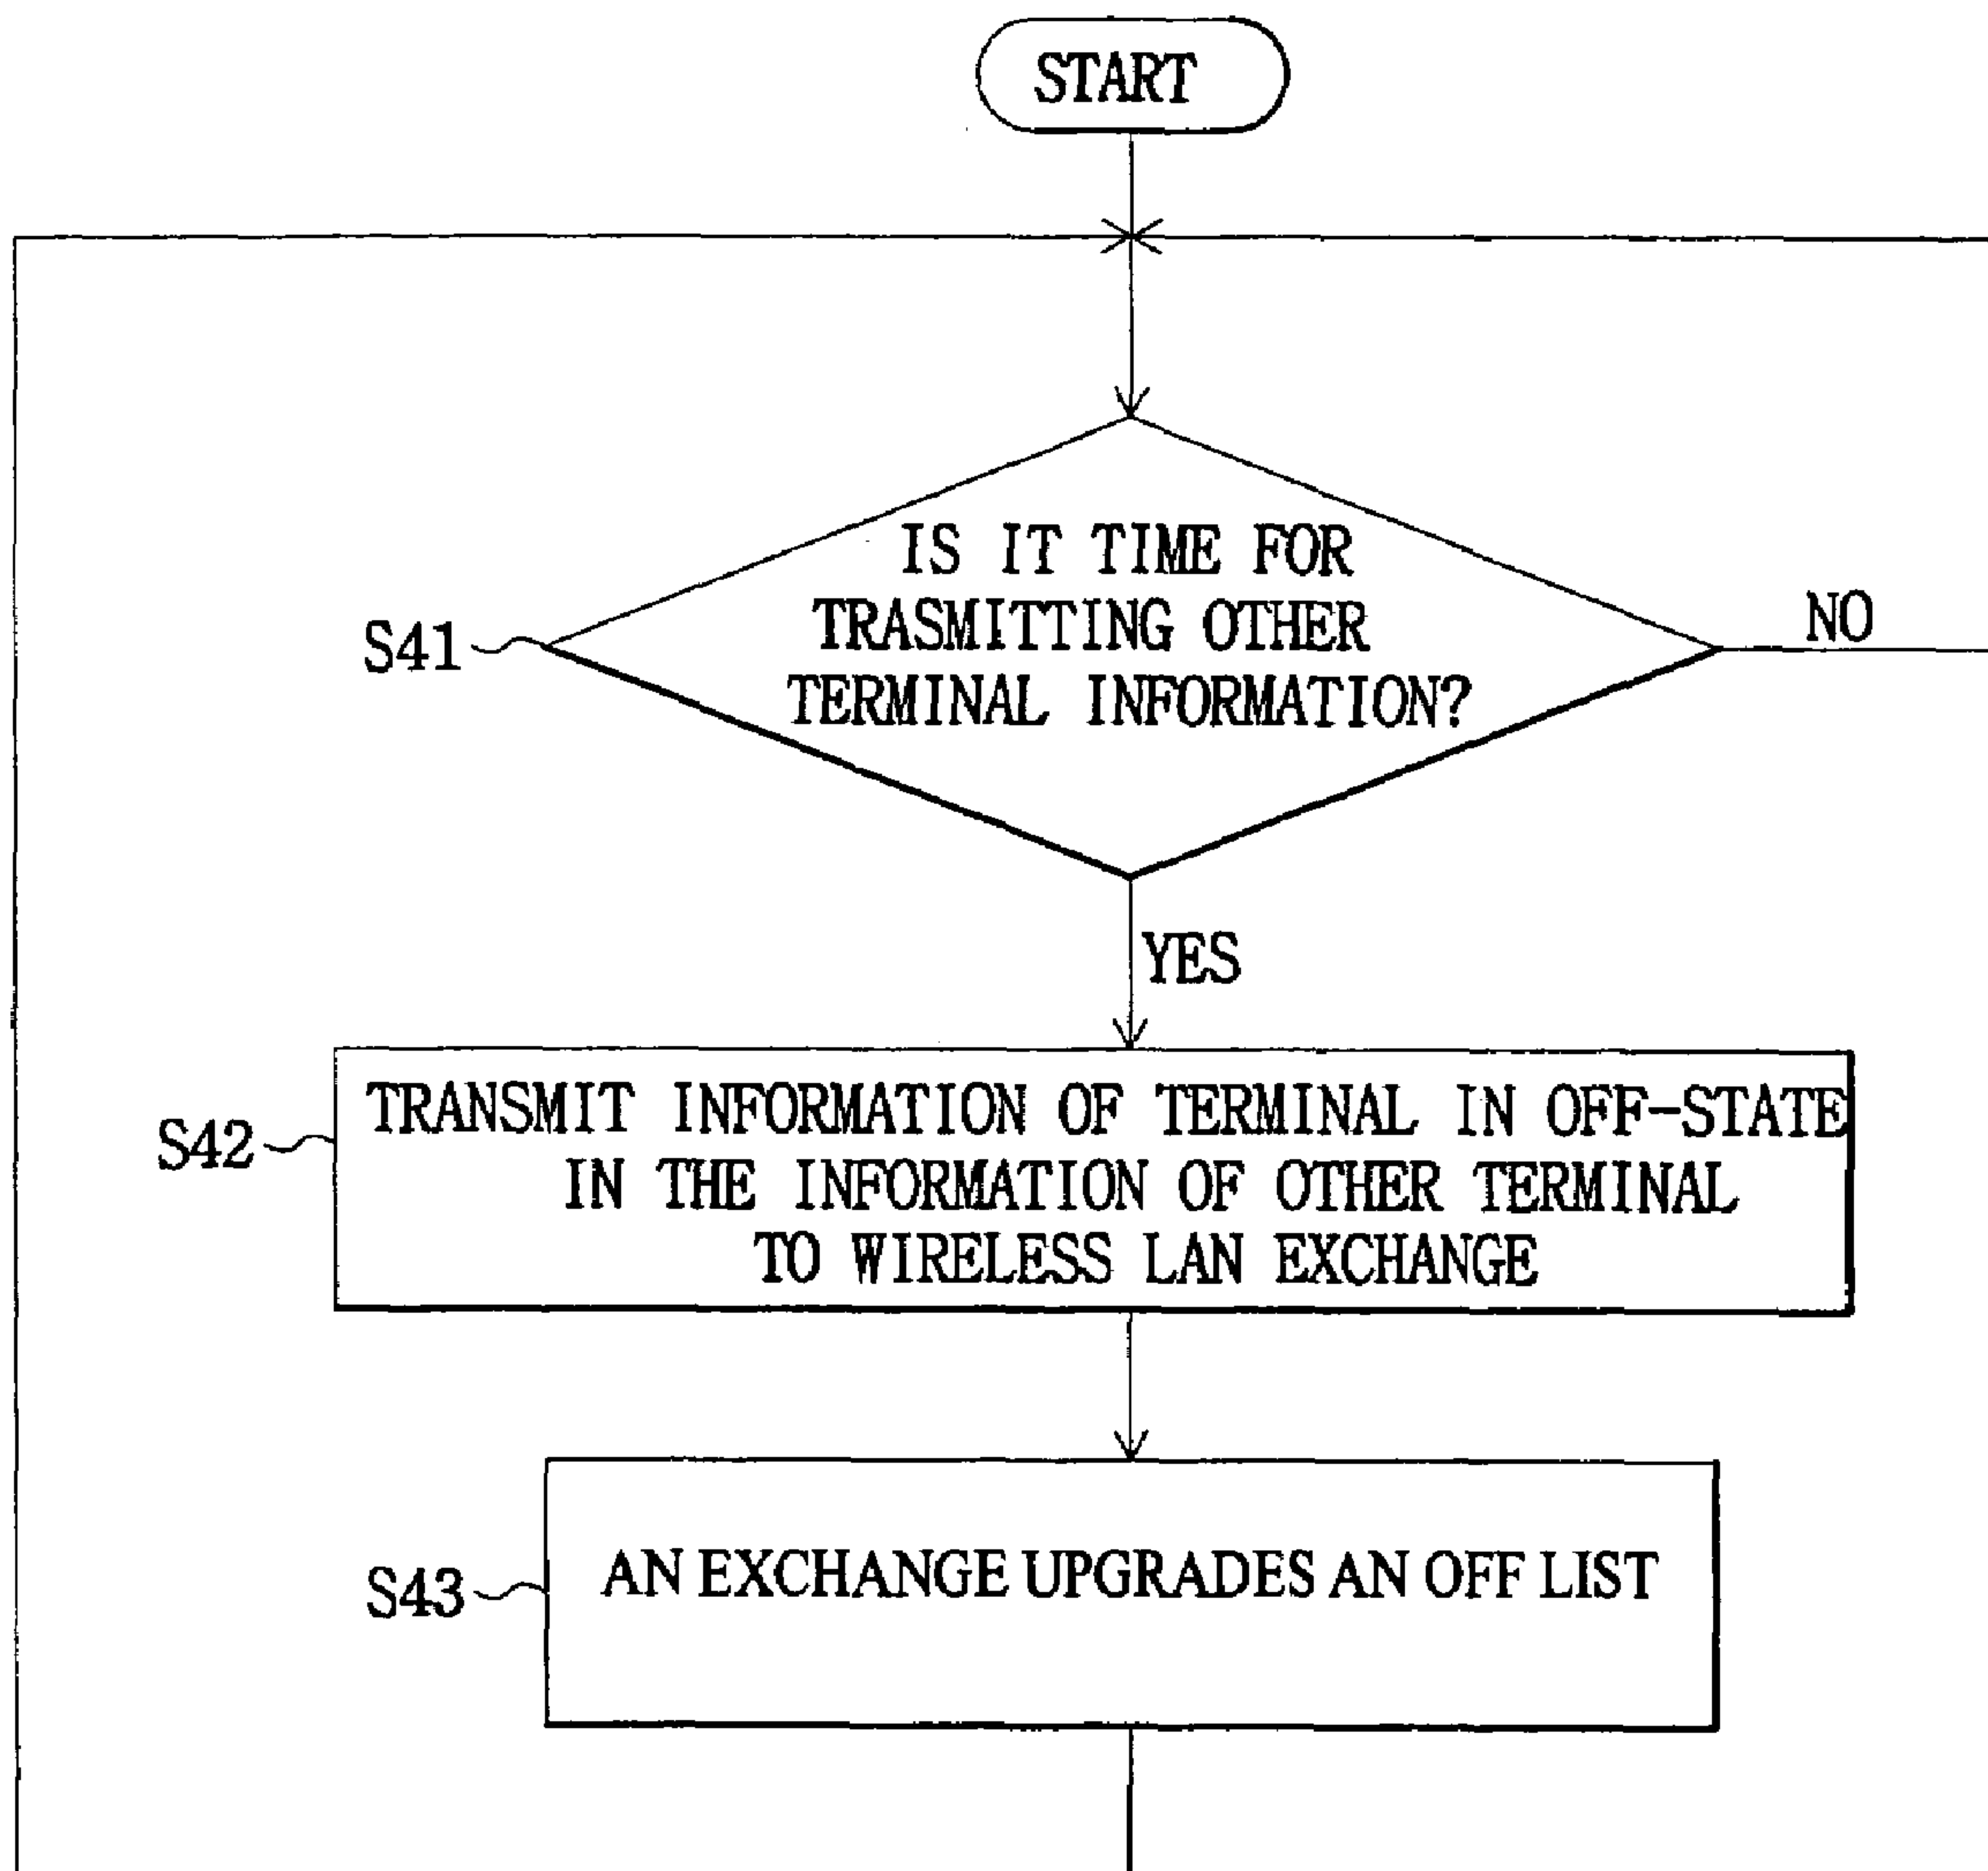 START
IS IT TIME FOR
TRASMITTING OTHER
TERMINAL INFORMATION?
S41
NO
YES
TRANSMIT INFORMATION OF TERMINAL IN OFF-STATE
IN THE INFORMATION OF OTHER TERMINAL
TO WIRELESS LAN EXCHANGE
S42
AN EXCHANGE UPGRADES AN OFF LIST
S43